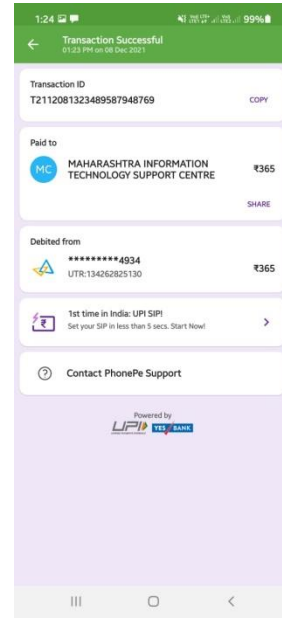 1:24 99%
Transaction Successful
01:23 PM on 08 Dec 2021
Transaction ID
T2112081323489587948769 COPY
Paid to
MC MAHARASHTRA INFORMATION ₹365
TECHNOLOGY SUPPORT CENTRE
SHARE
Debited from
*********4934
UTR:134262825130 ₹365
1st time in India: UPI SIP!
Set your SIP in less than 5 secs. Start Now!
Contact PhonePe Support
Powered by
UPI YES BANK